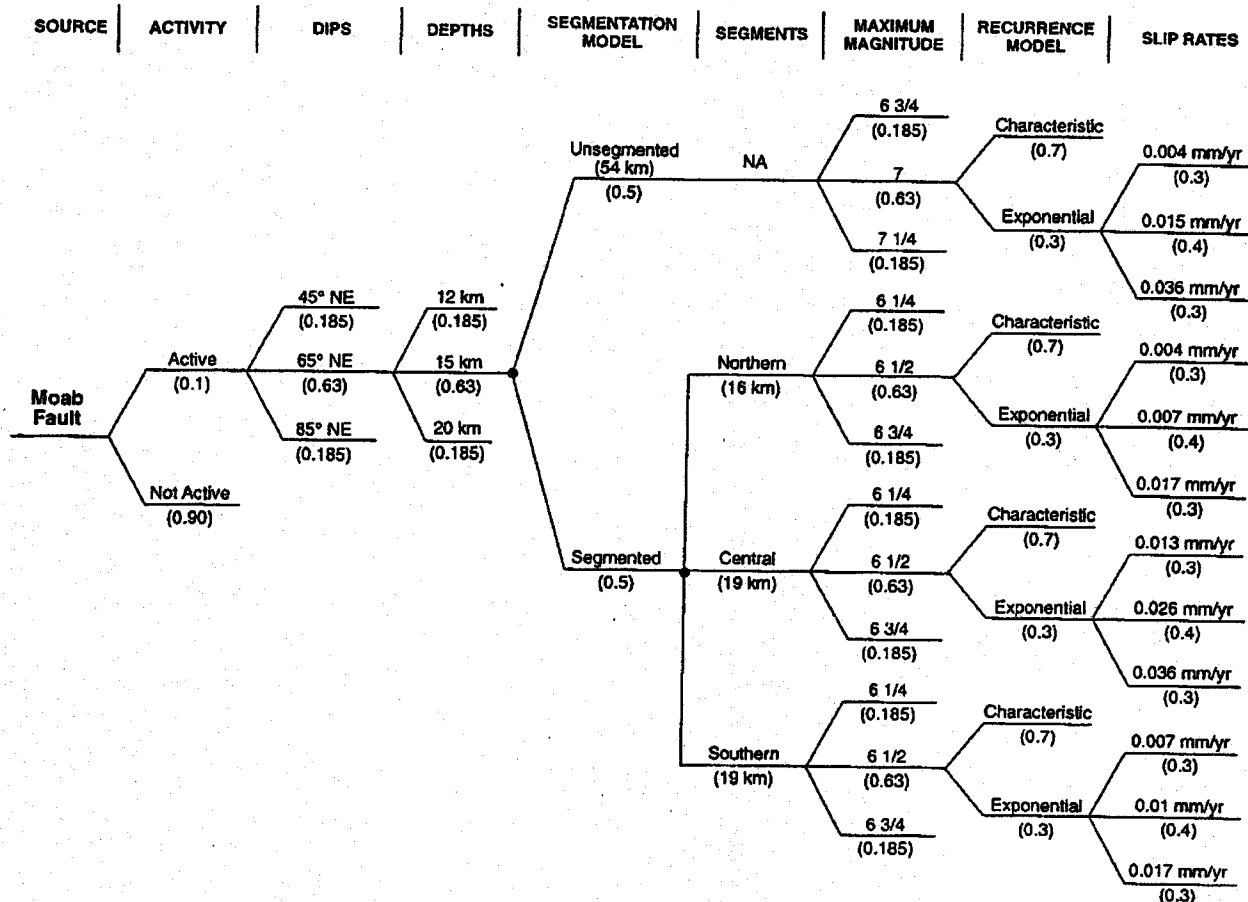 SOURCE
ACTIVITY
DIPS
DEPTHS
SEGMENTATION
MODEL
SEGMENTS
MAXIMUM
MAGNITUDE
RECURRENCE
MODEL
SLIP RATES
Moab
Fault
Active
(0.1)
Not Active
(0.90)
45° NE
(0.185)
65° NE
(0.63)
85° NE
(0.185)
12 km
(0.185)
15 km
(0.63)
20 km
(0.185)
Unsegmented
(54 km)
(0.5)
NA
6 3/4
(0.185)
7
(0.63)
7 1/4
(0.185)
Characteristic
(0.7)
Exponential
(0.3)
0.004 mm/yr
(0.3)
0.015 mm/yr
(0.4)
0.036 mm/yr
(0.3)
Segmented
(0.5)
Northern
(16 km)
6 1/4
(0.185)
6 1/2
(0.63)
6 3/4
(0.185)
Characteristic
(0.7)
Exponential
(0.3)
0.004 mm/yr
(0.3)
0.007 mm/yr
(0.4)
0.017 mm/yr
(0.3)
Central
(19 km)
6 1/4
(0.185)
6 1/2
(0.63)
6 3/4
(0.185)
Characteristic
(0.7)
Exponential
(0.3)
0.013 mm/yr
(0.3)
0.026 mm/yr
(0.4)
0.036 mm/yr
(0.3)
Southern
(19 km)
6 1/4
(0.185)
6 1/2
(0.63)
6 3/4
(0.185)
Characteristic
(0.7)
Exponential
(0.3)
0.007 mm/yr
(0.3)
0.01 mm/yr
(0.4)
0.017 mm/yr
(0.3)